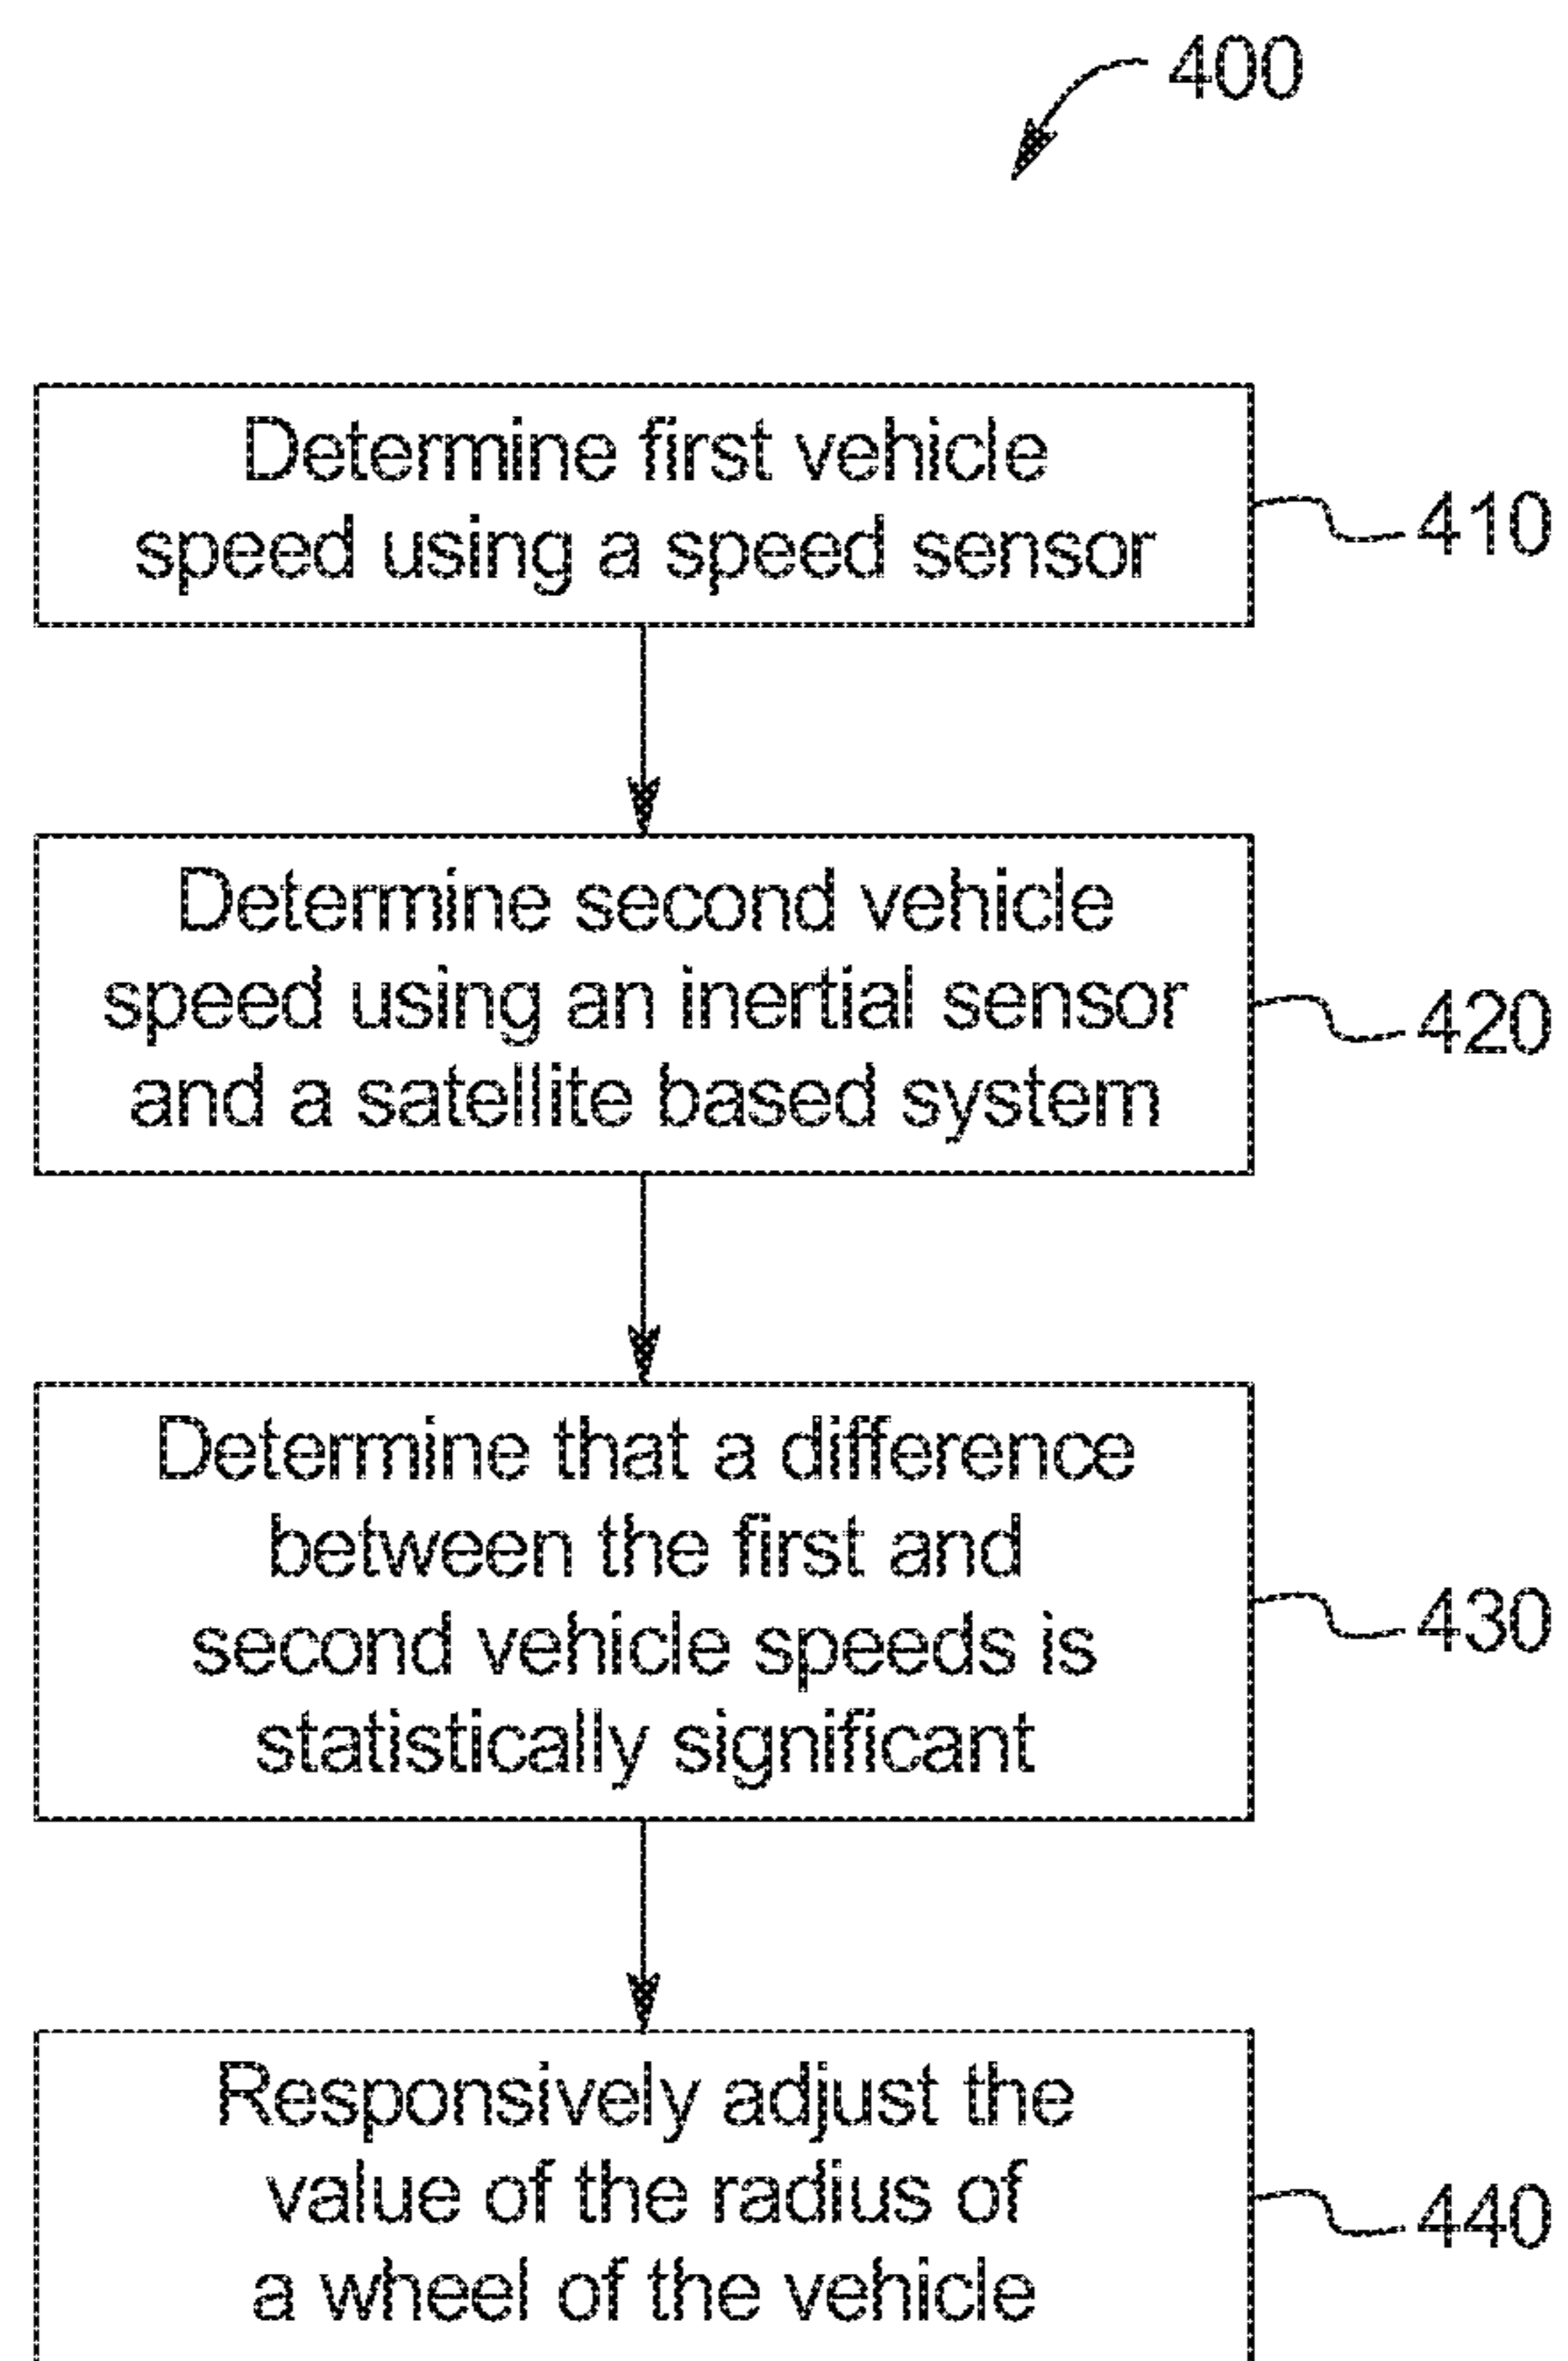 400
Determine first vehicle
speed using a speed sensor
410
Determine second vehicle
speed using an inertial sensor
and a satellite based system
420
Determine that a difference
between the first and
second vehicle speeds is
statistically significant
430
Responsively adjust the
value of the radius of
a wheel of the vehicle
440